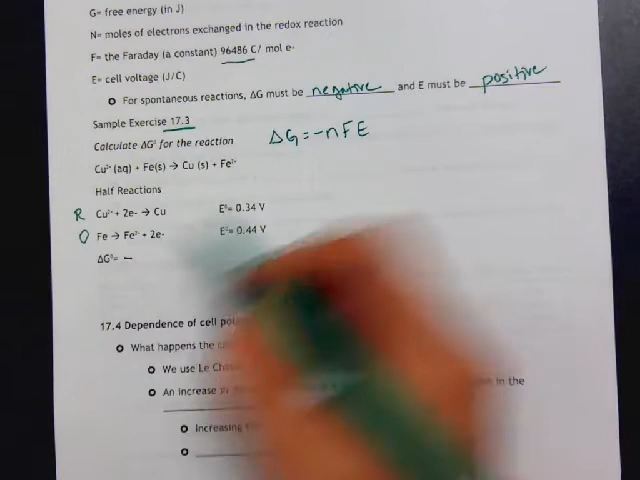 G= free energy (in J)
N= moles of electrons exchanged in the redox reaction
F= the Faraday (a constant) 96486 C/ mol e-
E= cell voltage (J/C)
For spontaneous reactions, ΔG must be negative and E must be positive
Sample Exercise 17.3
Calculate ΔG° for the reaction
ΔG = -nFE
Cu²⁺ (aq) + Fe(s) → Cu (s) + Fe²⁺
Half Reactions
R Cu²⁺ + 2e- → Cu E°= 0.34 V
O Fe → Fe²⁺ + 2e- E°= 0.44 V
ΔG°= -
17.4 Dependence of cell
What happens the
We use Le
An increase in the
Increasing